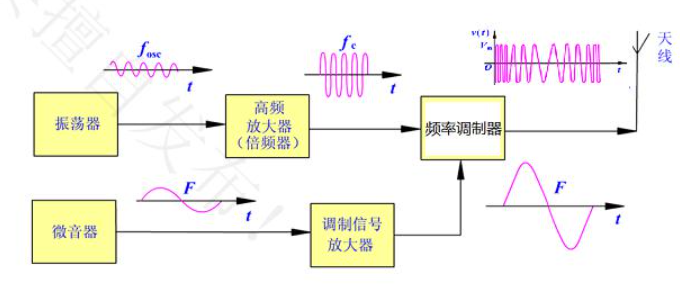 f_osc
t
f_c
t
v(t)
V_m
O
t
天
线
振荡器
高频
放大器
（倍频器）
频率调制器
F
t
微音器
调制信号
放大器
F
t